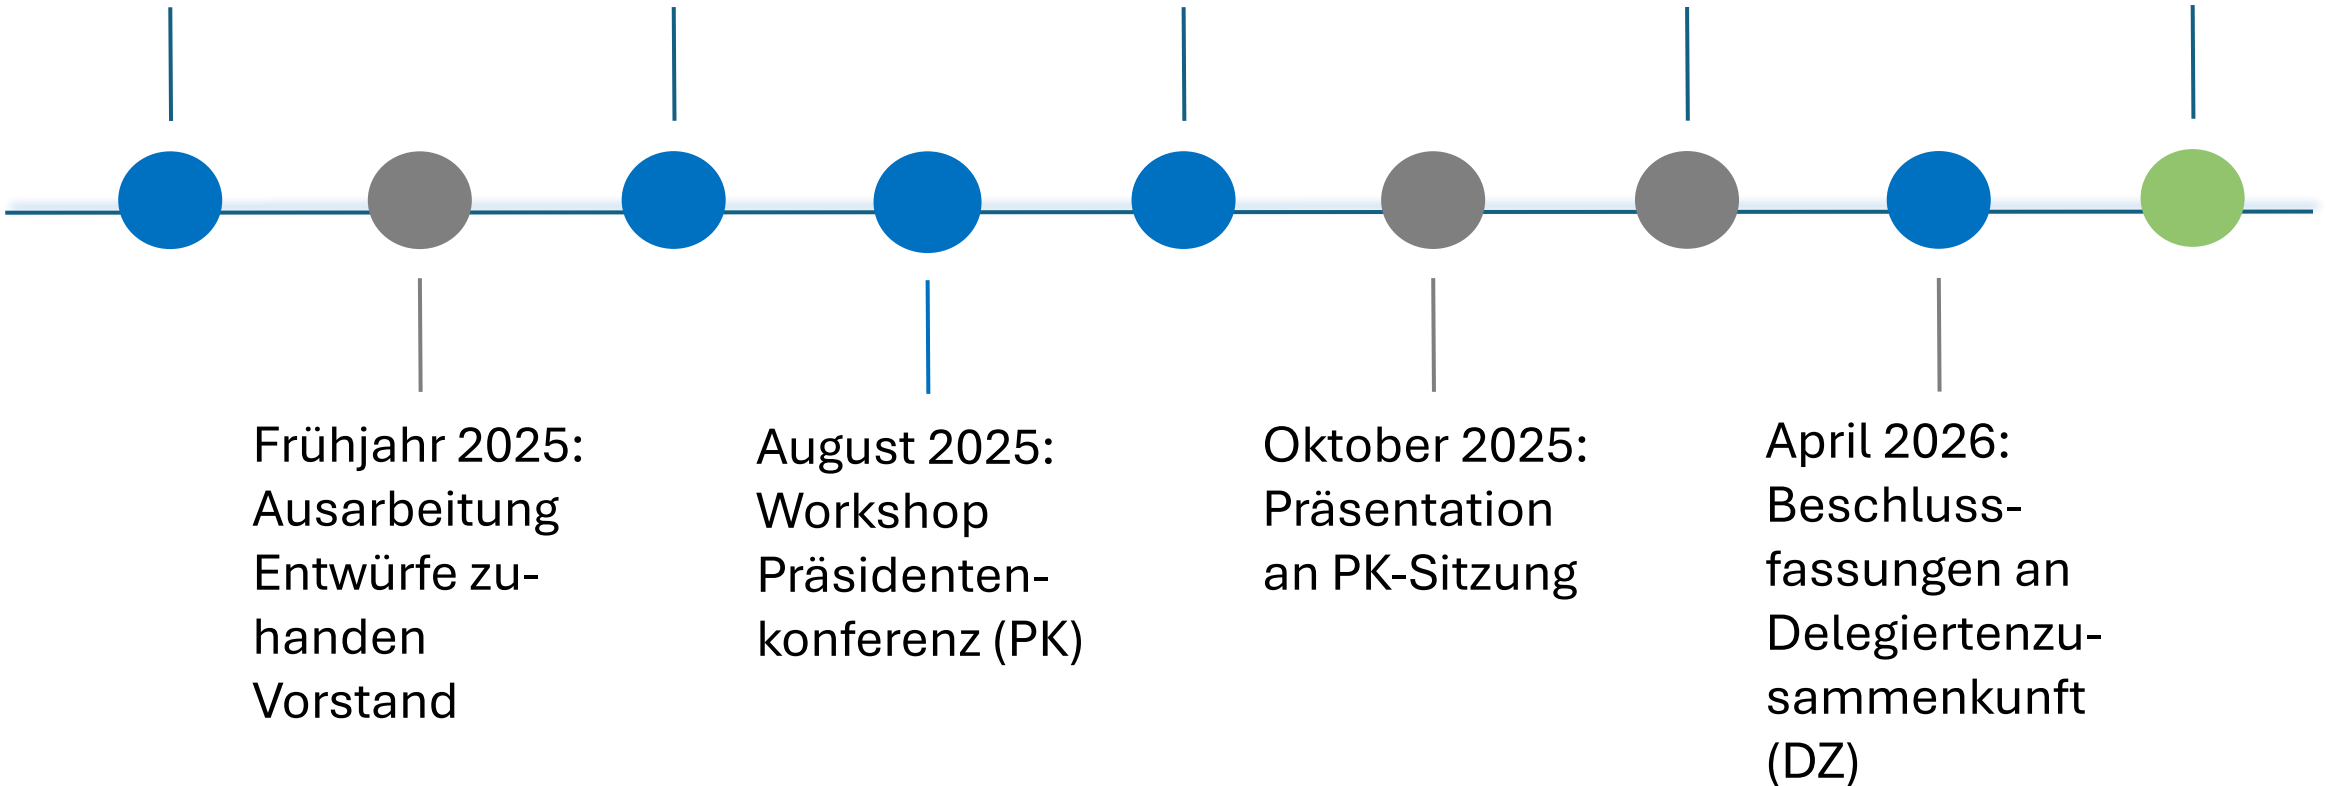 Frühjahr 2025:
Ausarbeitung
Entwürfe zu-
handen
Vorstand
August 2025:
Workshop
Präsidenten-
konferenz (PK)
Oktober 2025:
Präsentation
an PK-Sitzung
April 2026:
Beschluss-
fassungen an
Delegiertenzu-
sammenkunft
(DZ)